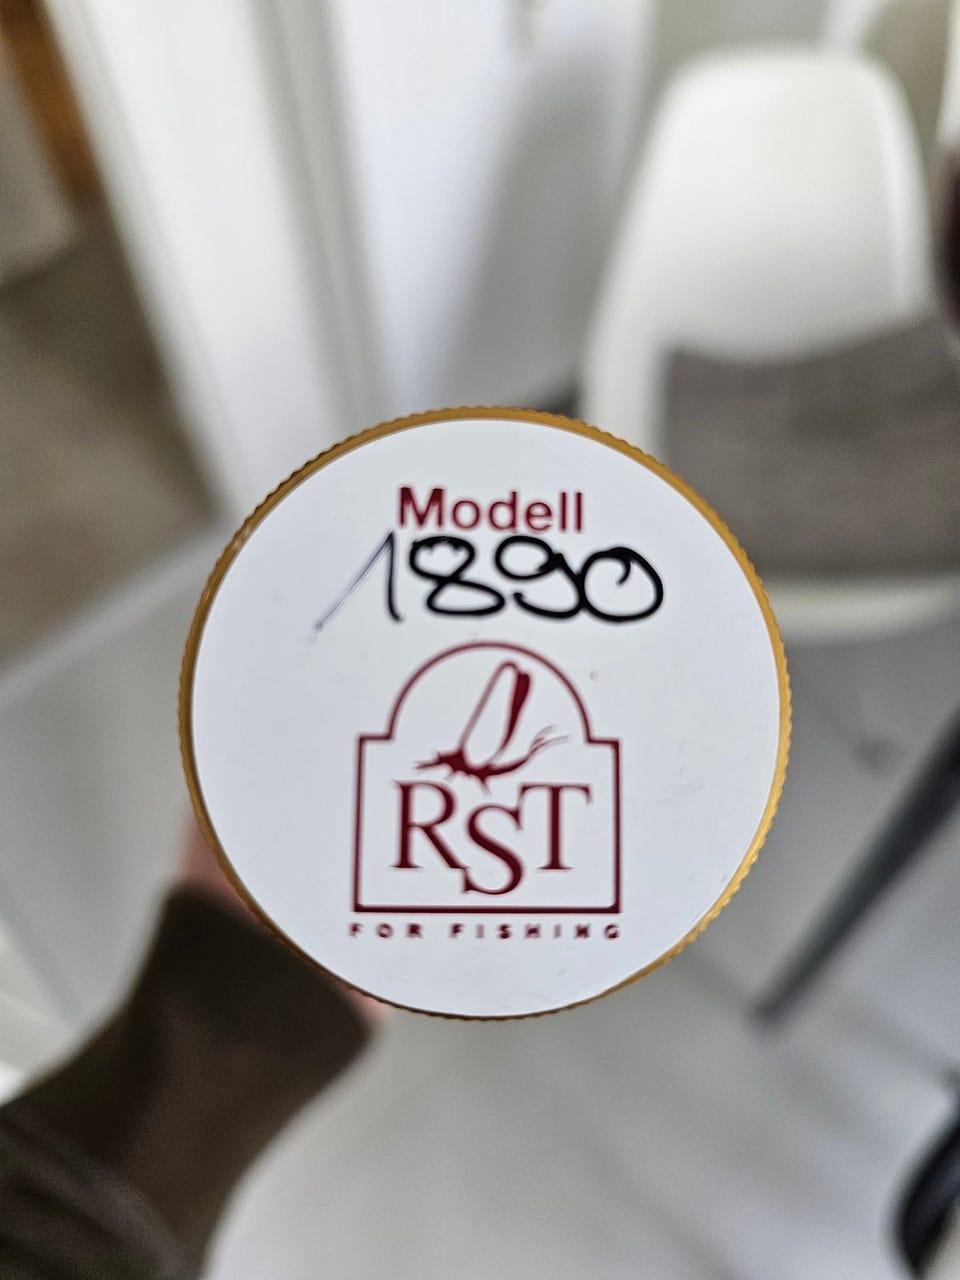 Modell
1890
RST
FOR FISHING